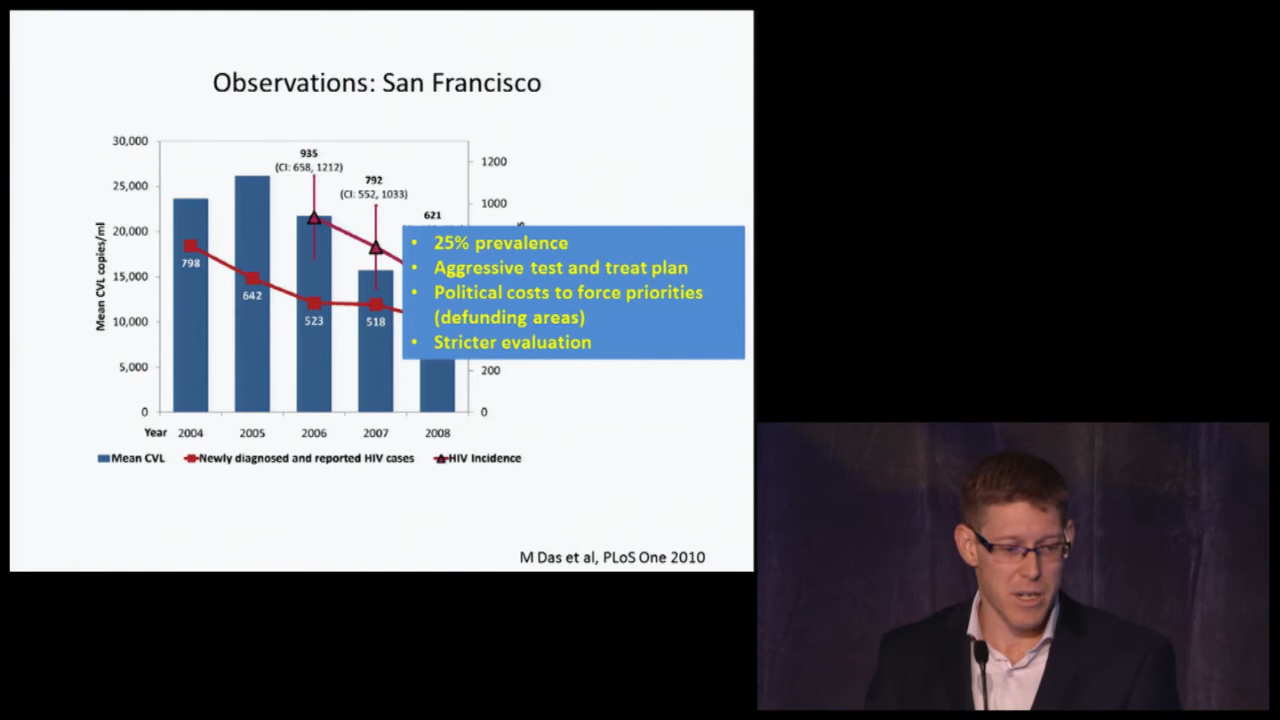 Observations: San Francisco
30,000
25,000
20,000
15,000
10,000
5,000
0
Mean CVL copies/ml
1200
1000
200
0
935
(CI: 658, 1212)
792
(CI: 552, 1033)
621
798
642
523
518
• 25% prevalence
• Aggressive test and treat plan
• Political costs to force priorities
(defunding areas)
• Stricter evaluation
Year 2004 2005 2006 2007 2008
Mean CVL Newly diagnosed and reported HIV cases HIV Incidence
M Das et al, PLoS One 2010